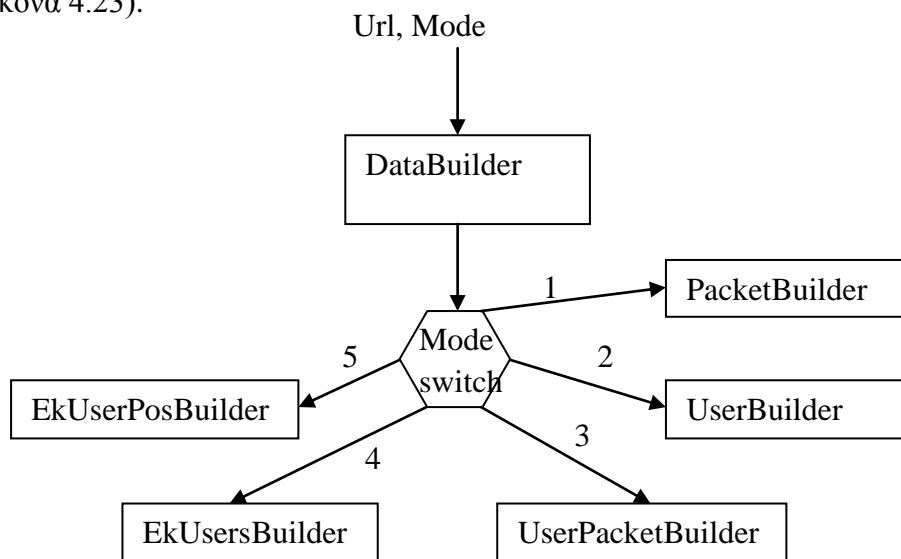 κόνα 4.23).
Url, Mode
DataBuilder
1
PacketBuilder
Mode
switch
5
2
EkUserPosBuilder
UserBuilder
3
4
EkUsersBuilder
UserPacketBuilder